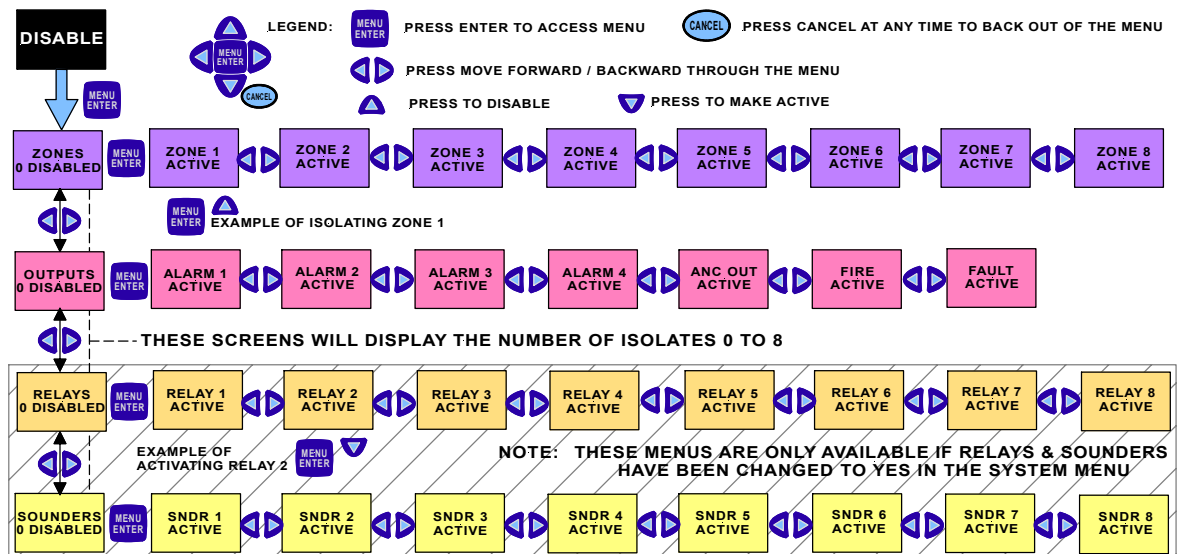 DISABLE
MENU
ENTER
MENU
ENTER
CANCEL
LEGEND:
MENU
ENTER
PRESS ENTER TO ACCESS MENU
CANCEL
PRESS CANCEL AT ANY TIME TO BACK OUT OF THE MENU
PRESS MOVE FORWARD / BACKWARD THROUGH THE MENU
PRESS TO DISABLE
PRESS TO MAKE ACTIVE
ZONES
0 DISABLED
MENU
ENTER
ZONE 1
ACTIVE
ZONE 2
ACTIVE
ZONE 3
ACTIVE
ZONE 4
ACTIVE
ZONE 5
ACTIVE
ZONE 6
ACTIVE
ZONE 7
ACTIVE
ZONE 8
ACTIVE
MENU
ENTER
EXAMPLE OF ISOLATING ZONE 1
OUTPUTS
0 DISABLED
MENU
ENTER
ALARM 1
ACTIVE
ALARM 2
ACTIVE
ALARM 3
ACTIVE
ALARM 4
ACTIVE
ANC OUT
ACTIVE
FIRE
ACTIVE
FAULT
ACTIVE
THESE SCREENS WILL DISPLAY THE NUMBER OF ISOLATES 0 TO 8
RELAYS
0 DISABLED
MENU
ENTER
RELAY 1
ACTIVE
RELAY 2
ACTIVE
RELAY 3
ACTIVE
RELAY 4
ACTIVE
RELAY 5
ACTIVE
RELAY 6
ACTIVE
RELAY 7
ACTIVE
RELAY 8
ACTIVE
EXAMPLE OF
ACTIVATING RELAY 2
MENU
ENTER
NOTE: THESE MENUS ARE ONLY AVAILABLE IF RELAYS & SOUNDERS
HAVE BEEN CHANGED TO YES IN THE SYSTEM MENU
SOUNDERS
0 DISABLED
MENU
ENTER
SNDR 1
ACTIVE
SNDR 2
ACTIVE
SNDR 3
ACTIVE
SNDR 4
ACTIVE
SNDR 5
ACTIVE
SNDR 6
ACTIVE
SNDR 7
ACTIVE
SNDR 8
ACTIVE